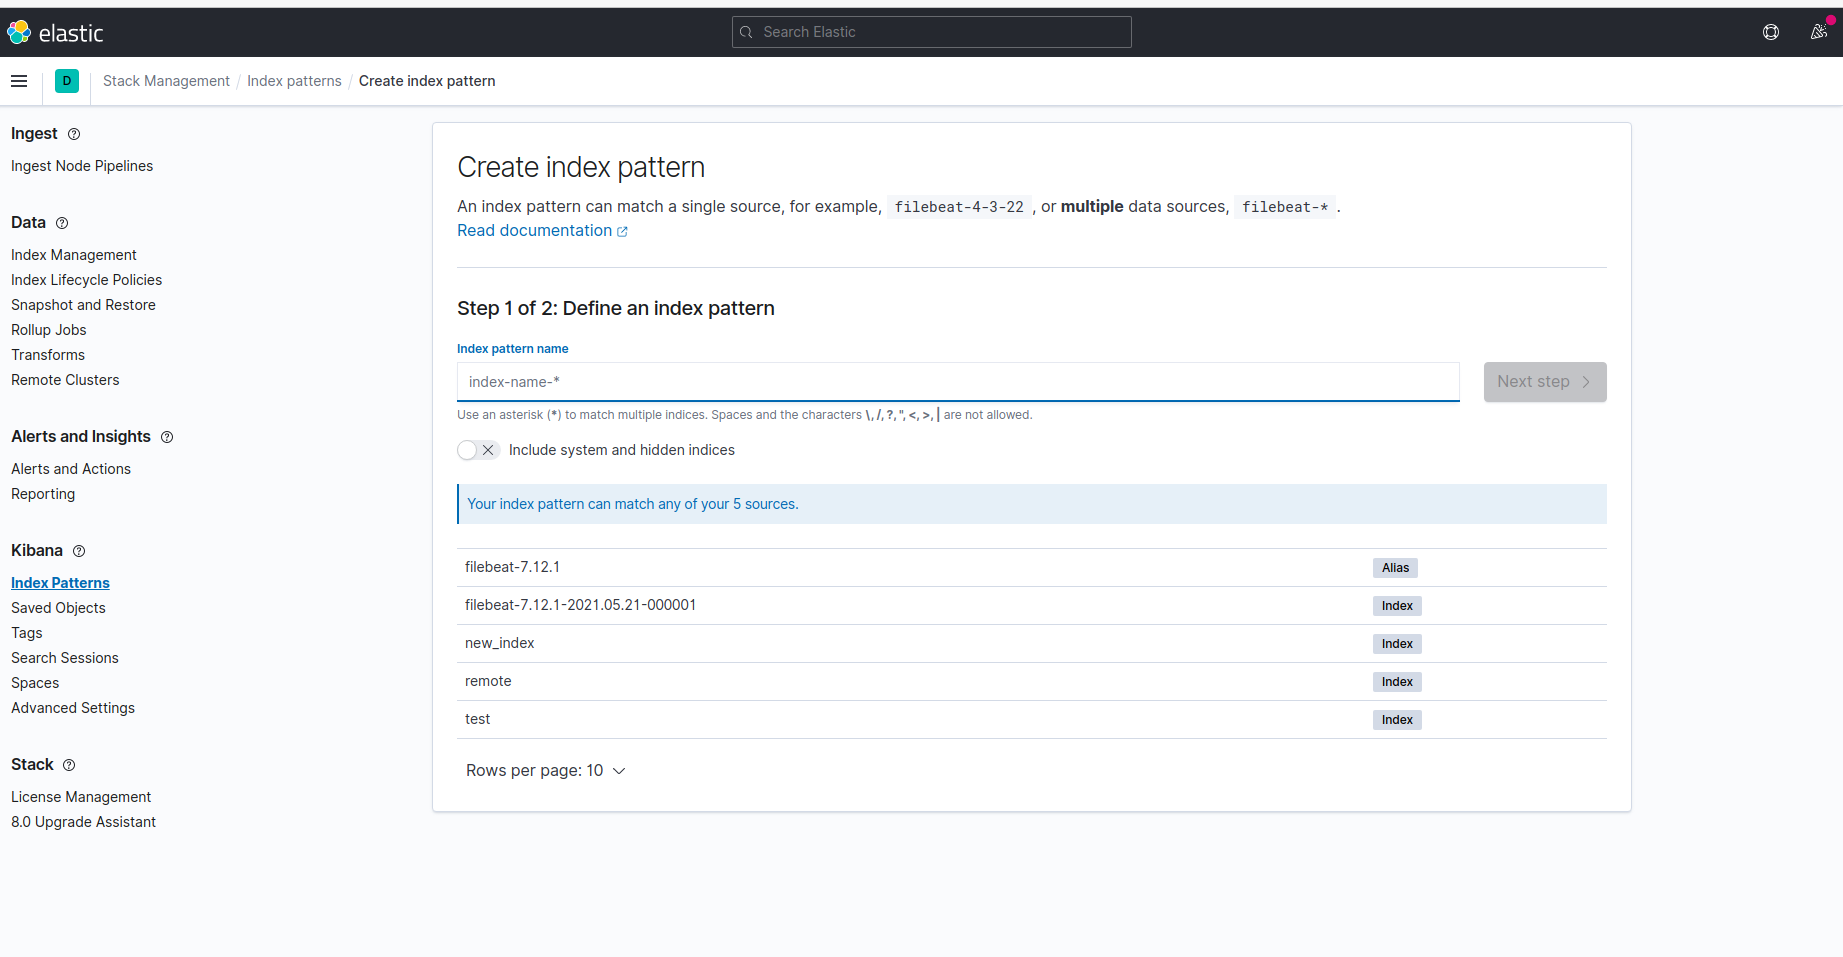 elastic
Search Elastic
D
Stack Management / Index patterns / Create index pattern
Ingest
Ingest Node Pipelines
Data
Index Management
Index Lifecycle Policies
Snapshot and Restore
Rollup Jobs
Transforms
Remote Clusters
Alerts and Insights
Alerts and Actions
Reporting
Kibana
Index Patterns
Saved Objects
Tags
Search Sessions
Spaces
Advanced Settings
Stack
License Management
8.0 Upgrade Assistant
Create index pattern
An index pattern can match a single source, for example, filebeat-4-3-22 , or multiple data sources, filebeat-* .
Read documentation
Step 1 of 2: Define an index pattern
Index pattern name
index-name-*
Next step
Use an asterisk (*) to match multiple indices. Spaces and the characters \, /, ?, ", <, >, | are not allowed.
Include system and hidden indices
Your index pattern can match any of your 5 sources.
filebeat-7.12.1 Alias
filebeat-7.12.1-2021.05.21-000001 Index
new_index Index
remote Index
test Index
Rows per page: 10